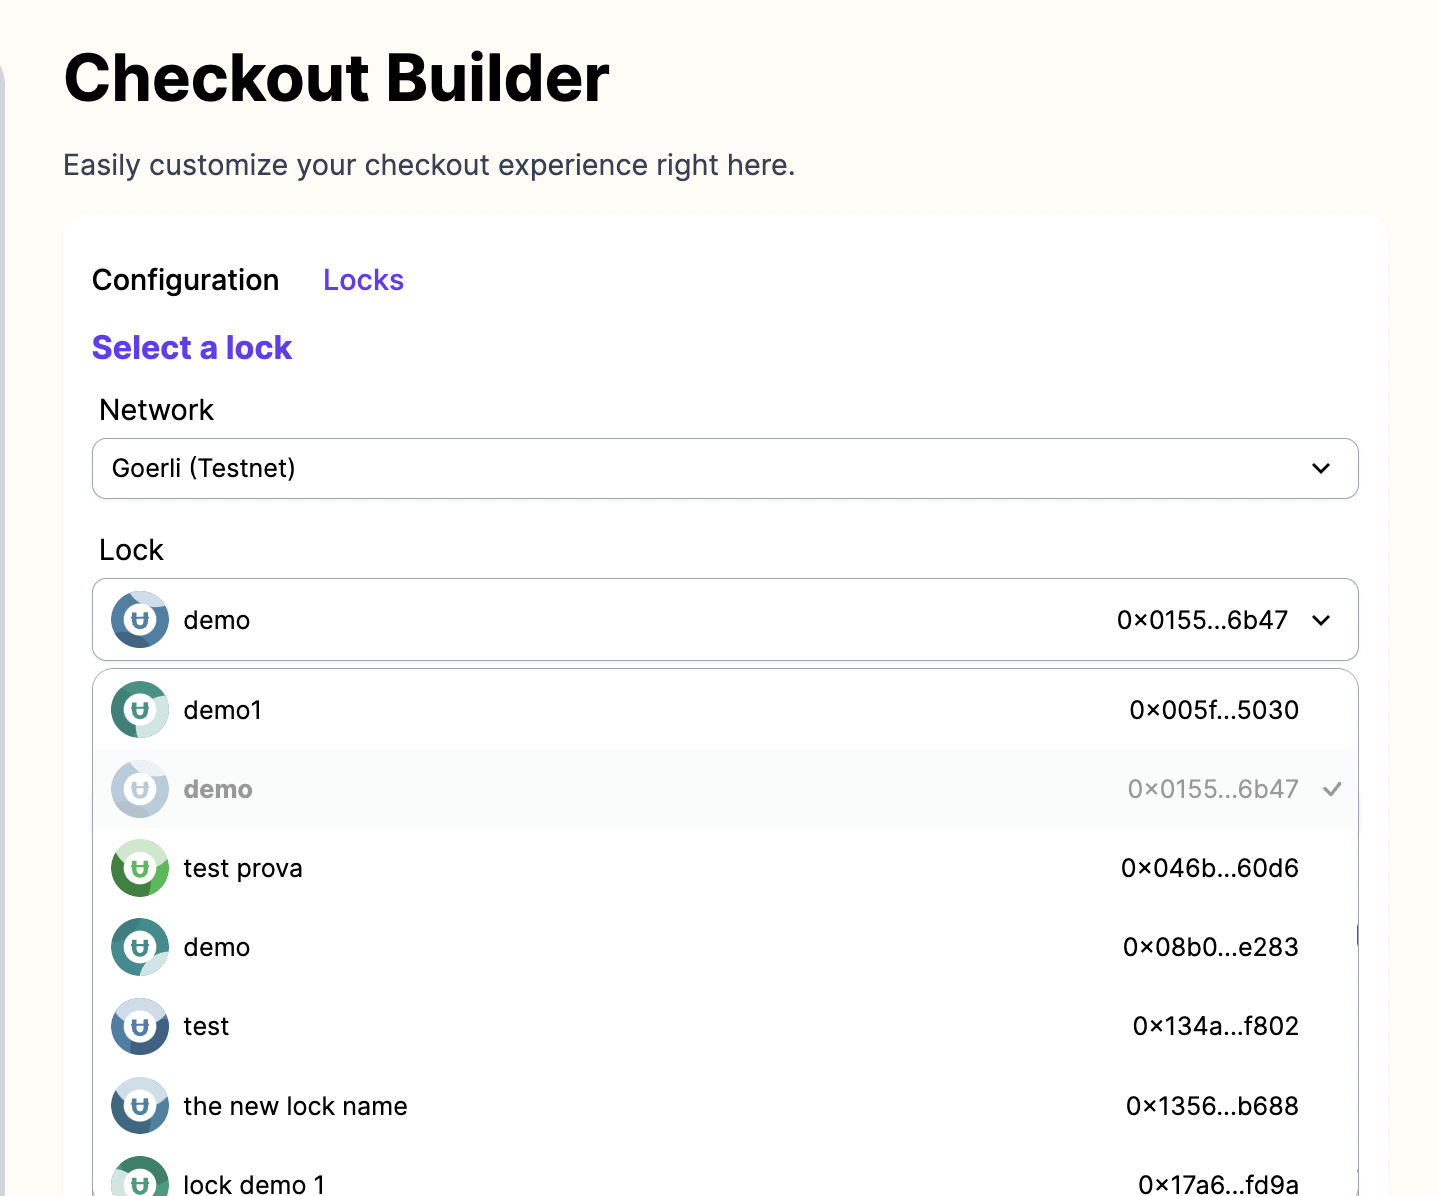 Checkout Builder
Easily customize your checkout experience right here.
Configuration Locks
Select a lock
Network
Goerli (Testnet)
Lock
demo 0x0155...6b47
demo1 0x005f...5030
demo 0x0155...6b47
test prova 0x046b...60d6
demo 0x08b0...e283
test 0x134a...f802
the new lock name 0x1356...b688
lock demo 1 0x17a6...fd9a